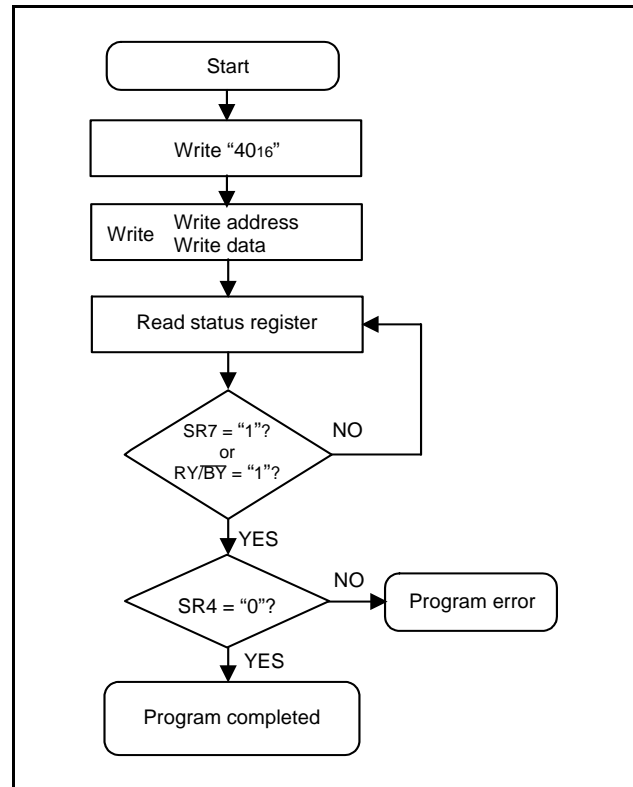 Start
Write “4016”
Write Write address
Write data
Read status register
SR7 = “1”?
or
RY/BY = “1”?
NO
YES
SR4 = “0”?
NO
Program error
YES
Program completed